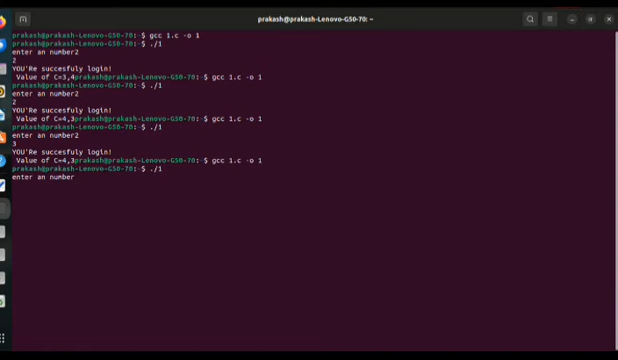 prakash@prakash-Lenovo-G50-70: ~
prakash@prakash-Lenovo-G50-70:~$ gcc 1.c -o 1
prakash@prakash-Lenovo-G50-70:~$ ./1
enter an number2
2
YOU'Re succesfuly login!
Value of C=3,4prakash@prakash-Lenovo-G50-70:~$ gcc 1.c -o 1
prakash@prakash-Lenovo-G50-70:~$ ./1
enter an number2
2
YOU'Re succesfuly login!
Value of C=4,3prakash@prakash-Lenovo-G50-70:~$ gcc 1.c -o 1
prakash@prakash-Lenovo-G50-70:~$ ./1
enter an number2
3
YOU'Re succesfuly login!
Value of C=4,3prakash@prakash-Lenovo-G50-70:~$ gcc 1.c -o 1
prakash@prakash-Lenovo-G50-70:~$ ./1
enter an number